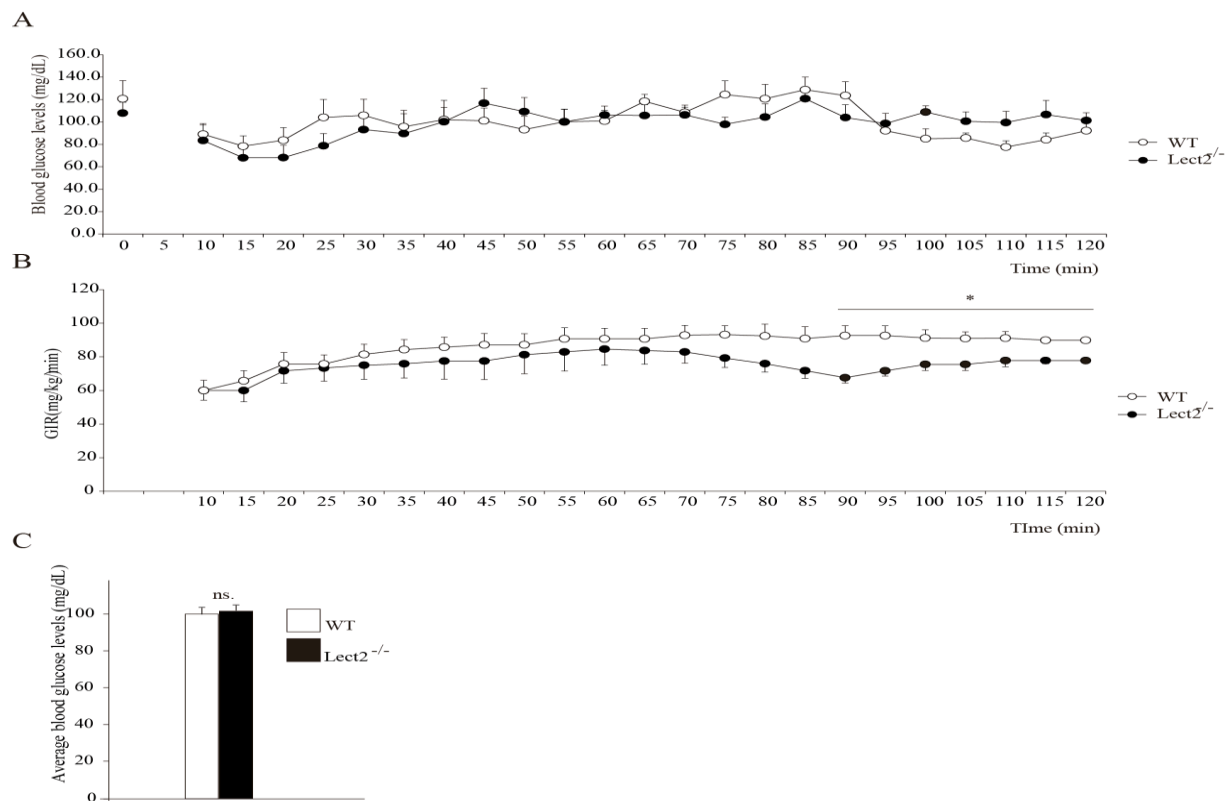 A
Blood glucose levels (mg/dL)
160.0
140.0
120.0
100.0
80.0
60.0
40.0
20.0
0.0
0 5 10 15 20 25 30 35 40 45 50 55 60 65 70 75 80 85 90 95 100 105 110 115 120
Time (min)
WT
Lect2-/-
B
GIR(mg/kg)min)
120
100
80
60
40
20
0
*
10 15 20 25 30 35 40 45 50 55 60 65 70 75 80 85 90 95 100 105 110 115 120
TIme (min)
WT
Lect2-/-
C
Average blood glucose levels (mg/dL)
100
80
60
40
20
0
ns.
WT
Lect2 -/-